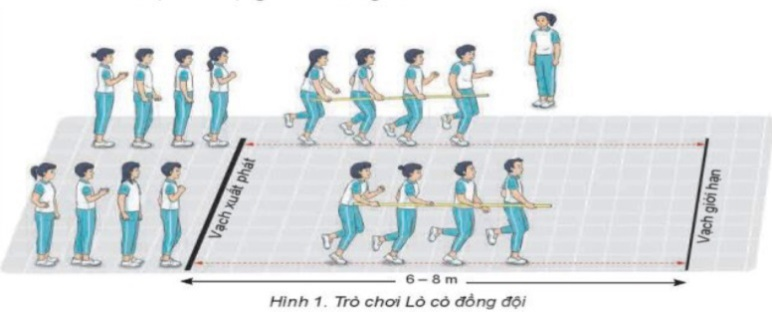 Vạch xuất phát
Vạch giới hạn
6 – 8 m
Hình 1. Trò chơi Lò cò đồng đội